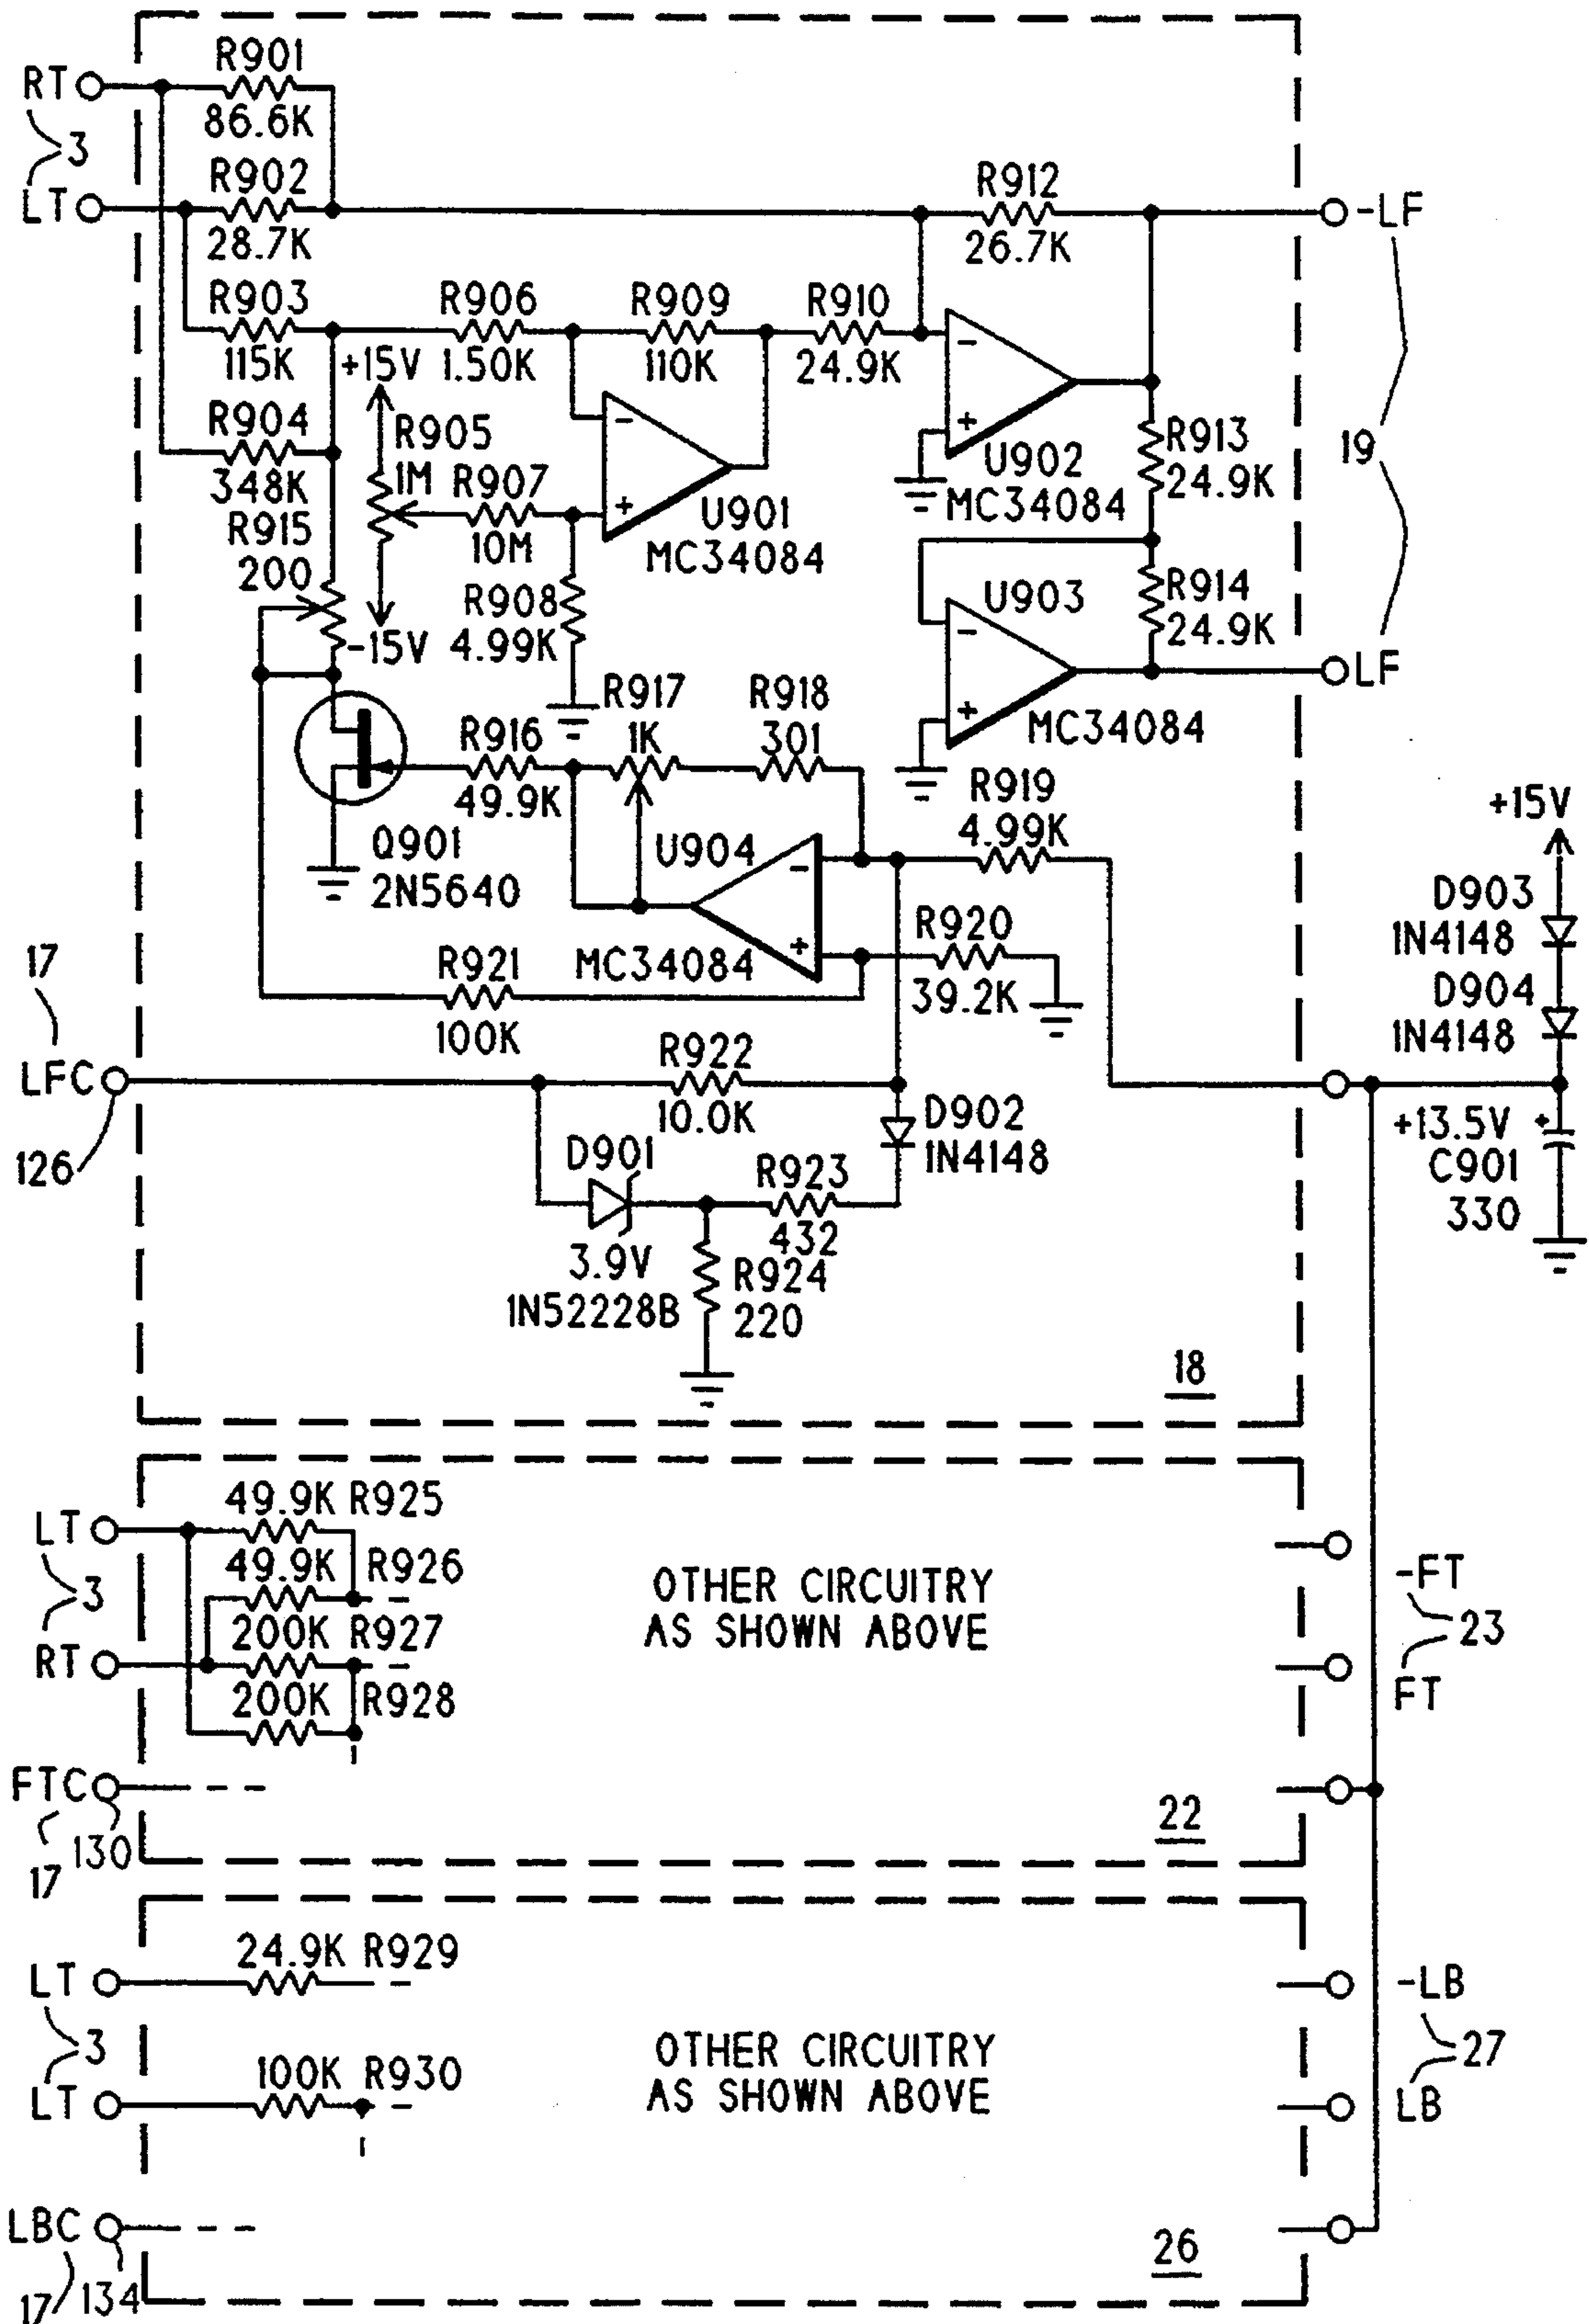 R901
RT
86.6K
3
R902
LT
28.7K
R912
26.7K
-LF
R903
115K
R906
1.50K
R909
110K
R910
24.9K
+15V
-
+
U902
MC34084
R904
348K
R905
1M
R907
10M
-
+
U901
MC34084
R913
24.9K
19
R915
200
-15V
R908
4.99K
U903
-
+
MC34084
R914
24.9K
LF
R917
1K
R918
301
R916
49.9K
R919
4.99K
+15V
Q901
2N5640
U904
-
+
MC34084
R920
39.2K
D903
1N4148
D904
1N4148
17
R921
100K
LFC
R922
10.0K
126
D902
1N4148
+13.5V
+
C901
330
D901
3.9V
1N52228B
R923
432
R924
220
18
49.9K R925
LT
49.9K R926
3
200K R927
RT
200K R928
OTHER CIRCUITRY
AS SHOWN ABOVE
-FT
23
FT
FTC
17 130
22
24.9K R929
LT
3
100K R930
LT
OTHER CIRCUITRY
AS SHOWN ABOVE
-LB
27
LB
LBC
17 134
26